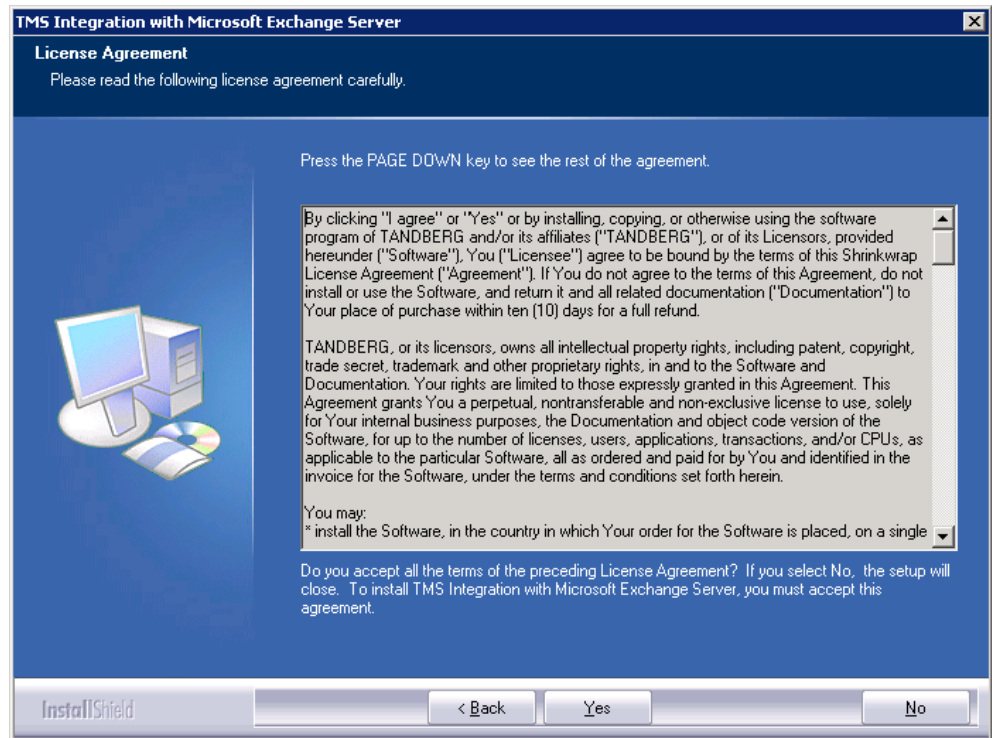 TMS Integration with Microsoft Exchange Server
License Agreement
Please read the following license agreement carefully.
Press the PAGE DOWN key to see the rest of the agreement.
By clicking "I agree" or "Yes" or by installing, copying, or otherwise using the software
program of TANDBERG and/or its affiliates ("TANDBERG"), or of its Licensors, provided
hereunder ("Software"), You ("Licensee") agree to be bound by the terms of this Shrinkwrap
License Agreement ("Agreement"). If You do not agree to the terms of this Agreement, do not
install or use the Software, and return it and all related documentation ("Documentation") to
Your place of purchase within ten (10) days for a full refund.
TANDBERG, or its licensors, owns all intellectual property rights, including patent, copyright,
trade secret, trademark and other proprietary rights, in and to the Software and
Documentation. Your rights are limited to those expressly granted in this Agreement. This
Agreement grants You a perpetual, nontransferable and non-exclusive license to use, solely
for Your internal business purposes, the Documentation and object code version of the
Software, for up to the number of licenses, users, applications, transactions, and/or CPUs, as
applicable to the particular Software, all as ordered and paid for by You and identified in the
invoice for the Software, under the terms and conditions set forth herein.
You may:
* install the Software, in the country in which Your order for the Software is placed, on a single
Do you accept all the terms of the preceding License Agreement? If you select No, the setup will
close. To install TMS Integration with Microsoft Exchange Server, you must accept this
agreement.
InstallShield
< Back
Yes
No